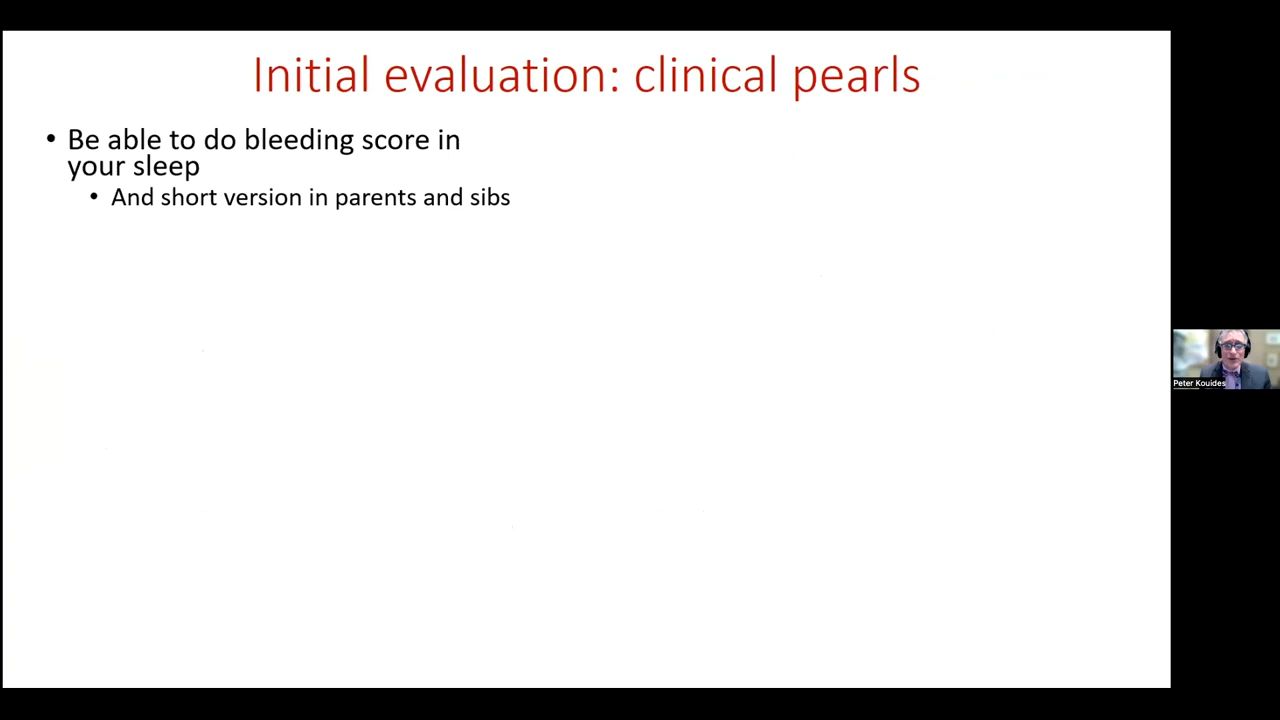 Initial evaluation: clinical pearls
• Be able to do bleeding score in
your sleep
• And short version in parents and sibs
Peter Kouides